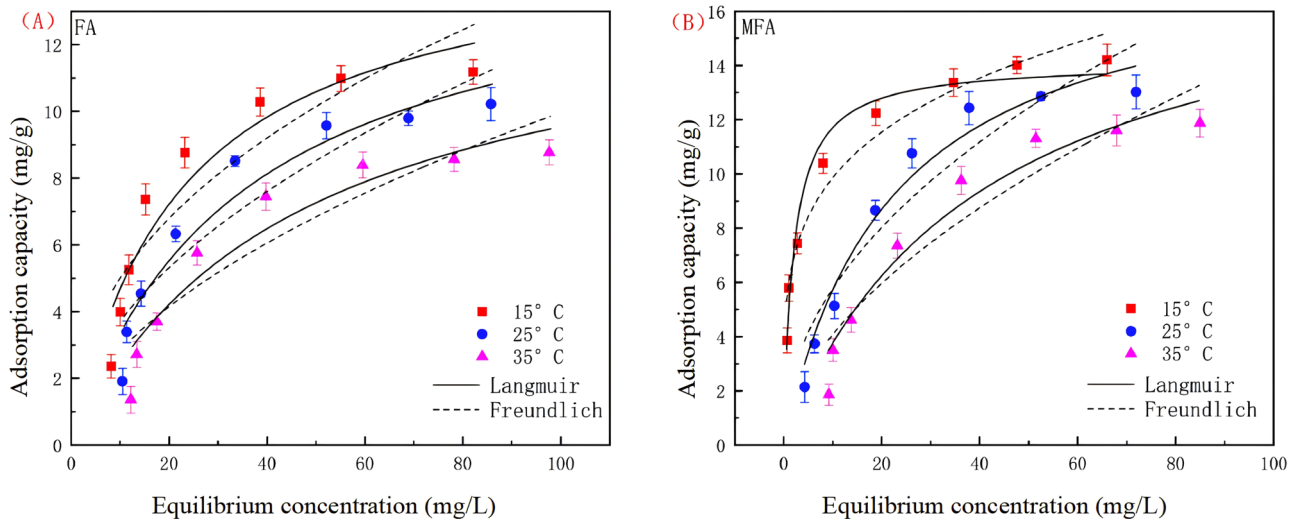 (A)
FA
Adsorption capacity (mg/g)
12
10
8
6
4
2
0
15° C
25° C
35° C
Langmuir
Freundlich
0
20
40
60
80
100
Equilibrium concentration (mg/L)
(B)
MFA
Adsorption capacity (mg/g)
16
14
12
10
8
6
4
2
0
15° C
25° C
35° C
Langmuir
Freundlich
0
20
40
60
80
100
Equilibrium concentration (mg/L)